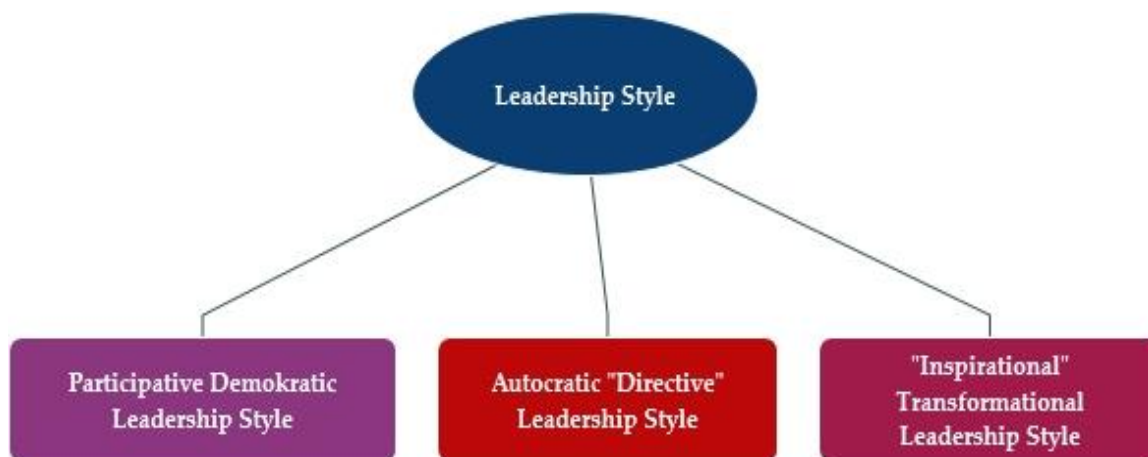 Leadership Style
Participative Demokratic
Leadership Style
Autocratic "Directive"
Leadership Style
"Inspirational"
Transformational
Leadership Style